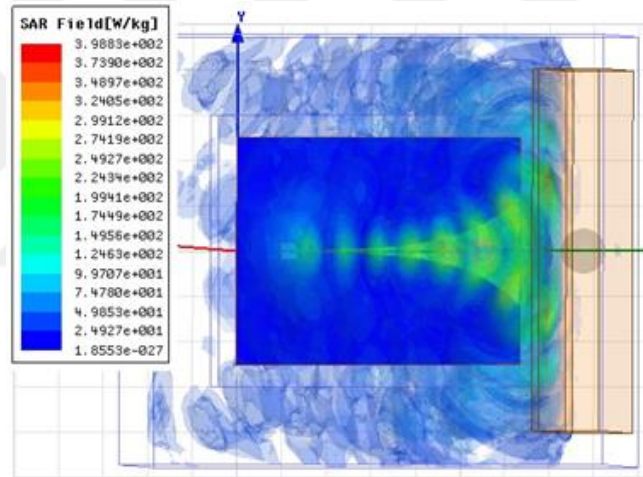 SAR Field[W/kg]
3.9883e+002
3.7390e+002
3.4897e+002
3.2405e+002
2.9912e+002
2.7419e+002
2.4927e+002
2.2434e+002
1.9941e+002
1.7449e+002
1.4956e+002
1.2463e+002
9.9707e+001
7.4780e+001
4.9853e+001
2.4927e+001
1.8553e-027
Y